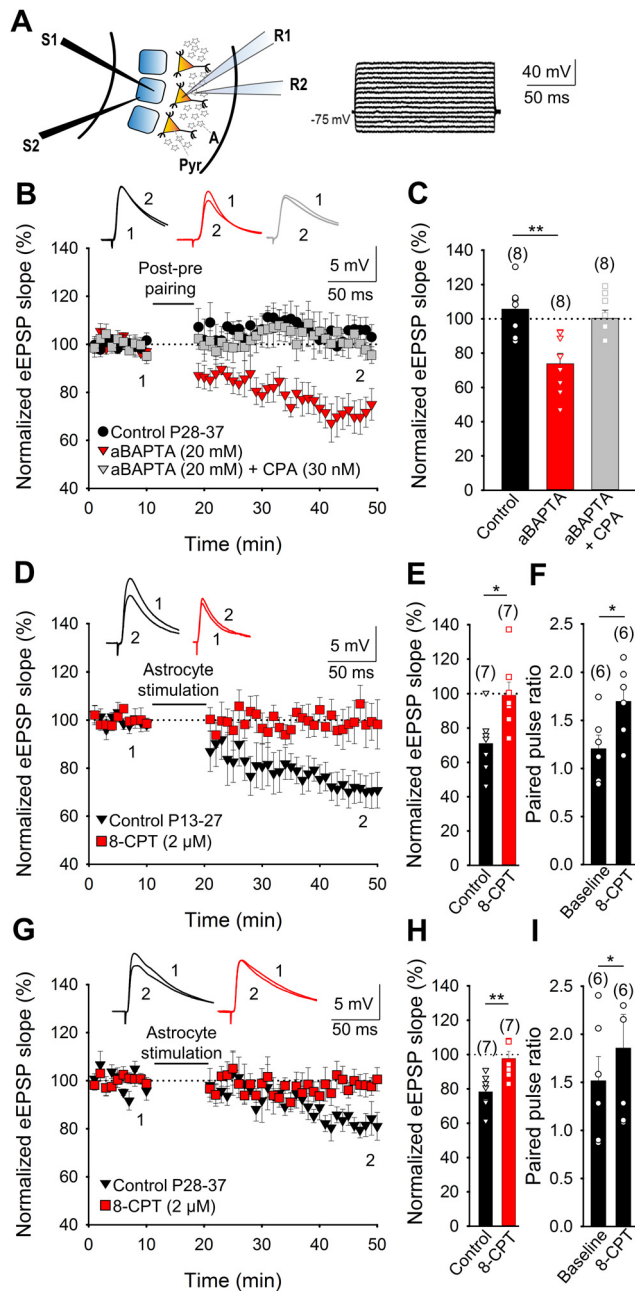 A
S1
S2
R1
R2
A
Pyr
-75 mV
40 mV
50 ms
B
Normalized eEPSP slope (%)
140
120
100
80
60
40
1
2
1
2
1
2
Post-pre
pairing
5 mV
50 ms
1
2
Control P28-37
aBAPTA (20 mM)
aBAPTA (20 mM) + CPA (30 nM)
0 10 20 30 40 50
Time (min)
C
Normalized eEPSP slope (%)
140
120
100
80
60
40
20
0
**
(8)
(8)
(8)
Control
aBAPTA
aBAPTA
+ CPA
D
Normalized eEPSP slope (%)
140
120
100
80
60
40
1
2
2
1
Astrocyte
stimulation
5 mV
50 ms
1
2
Control P13-27
8-CPT (2 µM)
0 10 20 30 40 50
Time (min)
E
Normalized eEPSP slope (%)
140
120
100
80
60
40
20
0
*
(7)
(7)
Control
8-CPT
F
Paired pulse ratio
2.5
2.0
1.5
1.0
0.5
0.0
*
(6)
(6)
Baseline
8-CPT
G
Normalized eEPSP slope (%)
140
120
100
80
60
40
1
2
1
2
Astrocyte
stimulation
5 mV
50 ms
1
2
Control P28-37
8-CPT (2 µM)
0 10 20 30 40 50
Time (min)
H
Normalized eEPSP slope (%)
140
120
100
80
60
40
20
0
**
(7)
(7)
Control
8-CPT
I
Paired pulse ratio
2.5
2.0
1.5
1.0
0.5
0.0
*
(6)
(6)
Baseline
8-CPT